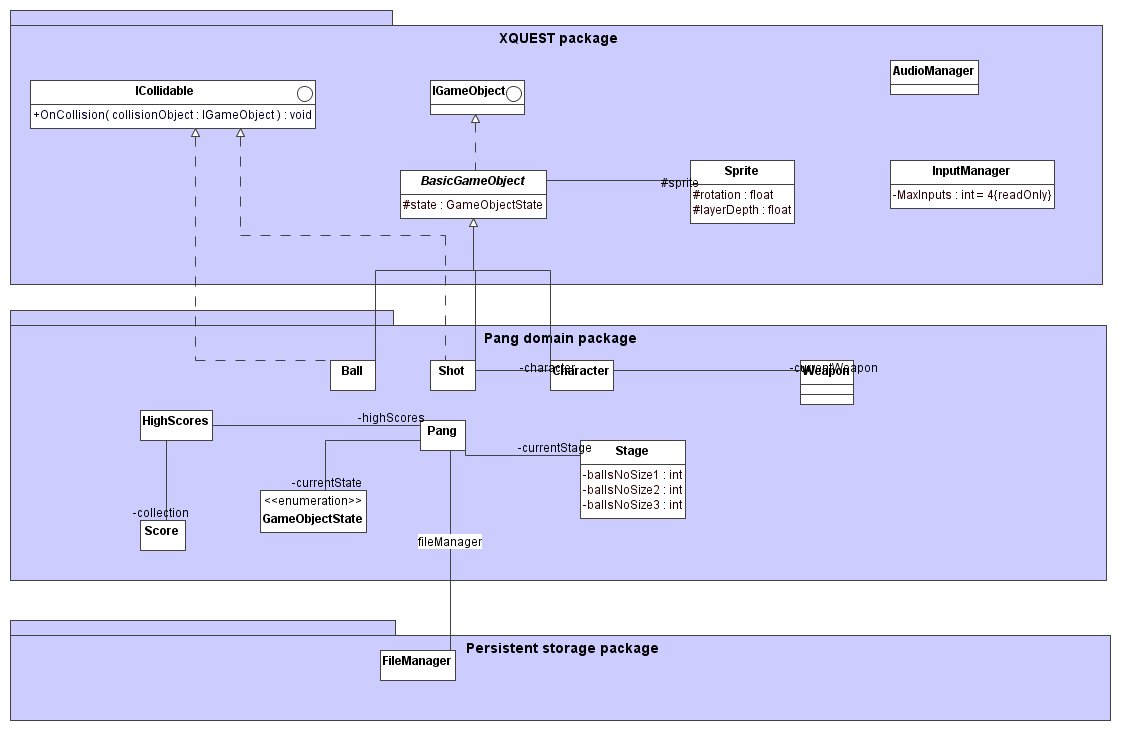 XQUEST package
ICollidable
+OnCollision( collisionObject : IGameObject ) : void
IGameObject
AudioManager
BasicGameObject
#state : GameObjectState
#sprite
Sprite
#rotation : float
#layerDepth : float
InputManager
-MaxInputs : int = 4{readOnly}
Pang domain package
Ball
Shot
-character
Character
-currentWeapon
Weapon
HighScores
-highScores
Pang
-currentStage
Stage
-ballsNoSize1 : int
-ballsNoSize2 : int
-ballsNoSize3 : int
-currentState
<<enumeration>>
GameObjectState
-collection
Score
fileManager
Persistent storage package
FileManager